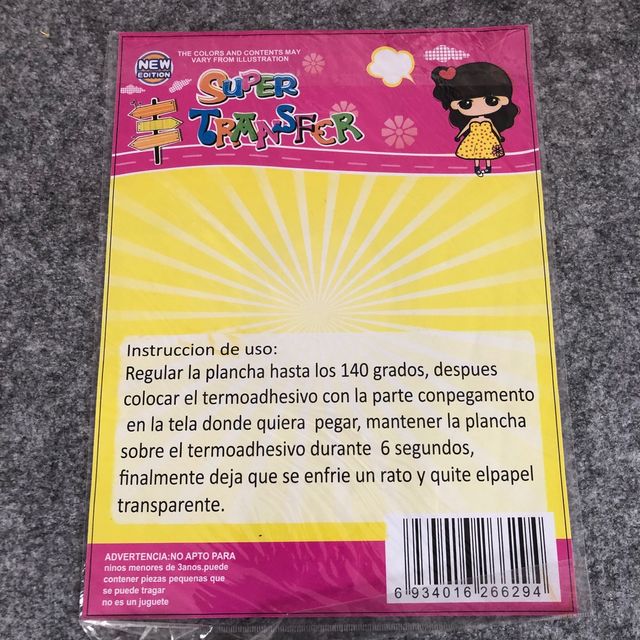 THE COLORS AND CONTENTS MAY
VARY FROM ILLUSTRATION
NEW
EDITION
SUPER
TRANSFER
Instruccion de uso:
Regular la plancha hasta los 140 grados, despues
colocar el termoadhesivo con la parte conpegamento
en la tela donde quiera pegar, mantener la plancha
sobre el termoadhesivo durante 6 segundos,
finalmente deja que se enfrie un rato y quite elpapel
transparente.
ADVERTENCIA:NO APTO PARA
ninos menores de 3anos.puede
contener piezas pequenas que
se puede tragar
no es un juguete
6 934016 266294